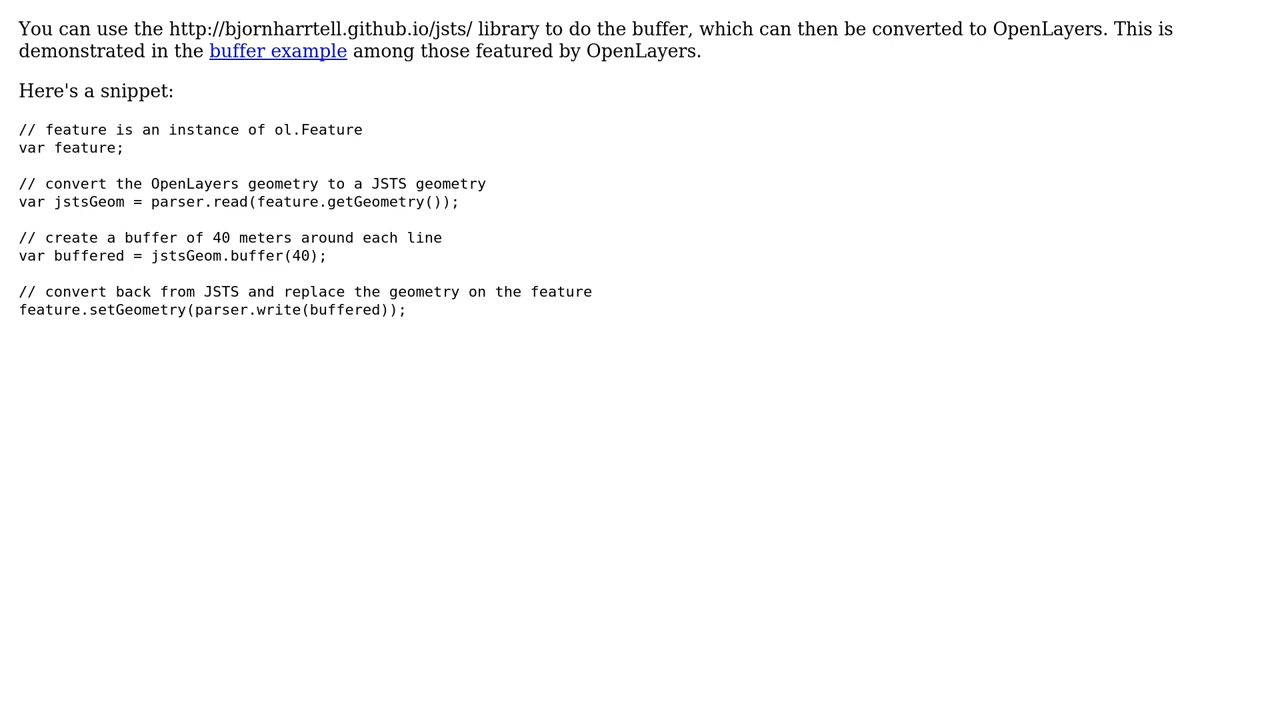 You can use the http://bjornharrtell.github.io/jsts/ library to do the buffer, which can then be converted to OpenLayers. This is
demonstrated in the buffer example among those featured by OpenLayers.
Here's a snippet:
// feature is an instance of ol.Feature
var feature;
// convert the OpenLayers geometry to a JSTS geometry
var jstsGeom = parser.read(feature.getGeometry());
// create a buffer of 40 meters around each line
var buffered = jstsGeom.buffer(40);
// convert back from JSTS and replace the geometry on the feature
feature.setGeometry(parser.write(buffered));